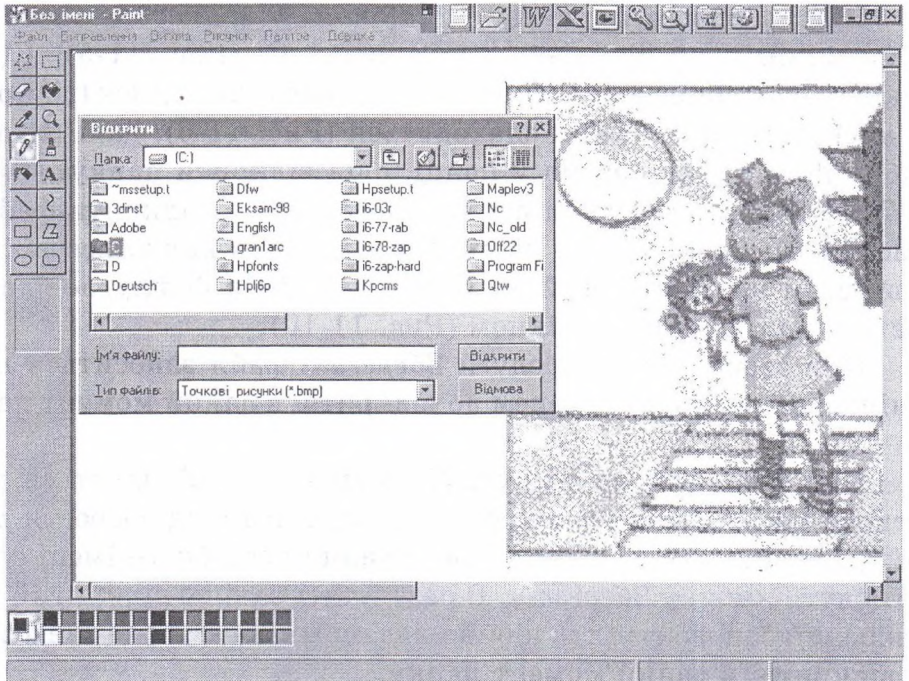 Без імені - Paint
Файл Виправлення Вигляд Рисунок Палітра Довідка
Відкрити
Папка: (C:)
~mssetup.t Dfw Hpsetup.t Maplev3
3dinst Eksam-98 i6-03r Nc
Adobe English i6-77-rab Nc_old
C gran1arc i6-78-zap Off22
D Hpfonts i6-zap-hard Program Fi
Deutsch Hplj6p Kpcms Qtw
Ім'я файлу: Відкрити
Тип файлів: Точкові рисунки (*.bmp) Відмова